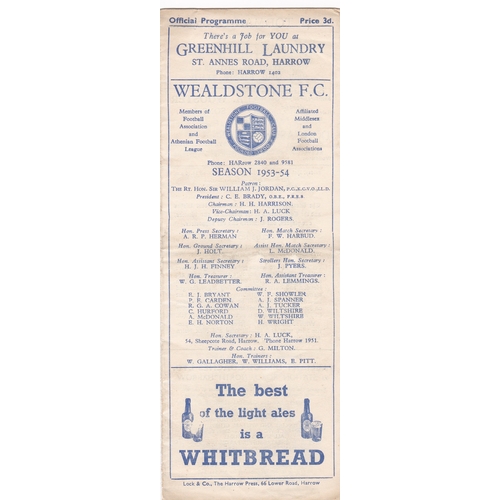 Official Programme - - Price 3d.
There's a Job for YOU at
GREENHILL LAUNDRY
ST. ANNES ROAD, HARROW
Phone: HARROW 1402
WEALDSTONE F.C.
Members of
Football
Association
and
Athenian Football
League
Affiliated
Middlesex
and
London
Football
Associations
Phone: HARrow 2840 and 9581
SEASON 1953-54
Patron:
THE RT. HON. SIR WILLIAM J. JORDAN,
President: C. E. BRADY, O.B.E.,
Chairman: H. H. HARRISON.
Vice-Chairman: H. A. LUCK
Deputy Chairman: J. ROGERS.
Hon. Press Secretary: Hon. Match Secretary:
A. R. P. HERMAN F. W. HARBUD.
Hon. Ground Secretary: Assist Hon. Match Secretary:
J. HOLT. L. McDONALD.
Hon. Assistant Secretary: Strollers Hon. Secretary:
H. J. H. FINNEY J. PYERS.
Hon. Treasurer: Hon. Assistant Treasurer:
W. G. LEADBETTER. R. A. LEMMINGS.
Committee:
E. J. BRYANT W. F. SHOWLER
P. B. CARDEN A. J. SPANNER
R. G. A. COWAN A. J. TUCKER
C. HURFORD D. WILTSHIRE
A. McDONALD W. WILTSHIRE
E. H. NORTON H. WRIGHT
Hon. Secretary: H. A. LUCK,
54, Sheepcote Road, Harrow. 'Phone Harrow 1951.
Trainer & Coach: G. MILTON.
Hon. Trainers:
W. GALLAGHER, W. WILLIAMS, E. PITT.
The best
of the light ales
is a
WHITBREAD
Lock & Co., The Harrow Press, 66 Lower Road, Harrow